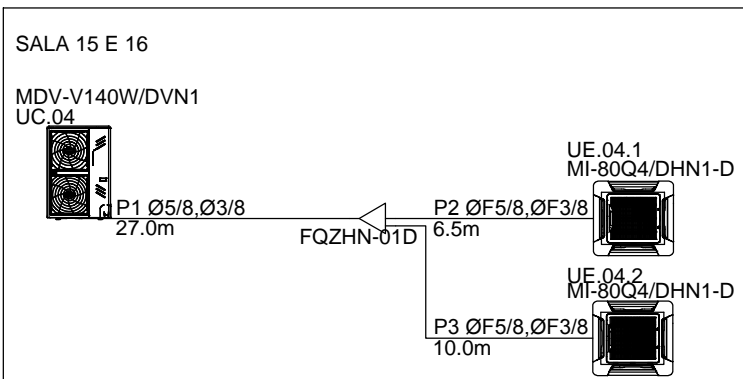 SALA 15 E 16
MDV-V140W/DVN1
UC.04
P1 Ø5/8,Ø3/8
27.0m
FQZHN-01D
UE.04.1
MI-80Q4/DHN1-D
P2 ØF5/8,ØF3/8
6.5m
UE.04.2
MI-80Q4/DHN1-D
P3 ØF5/8,ØF3/8
10.0m